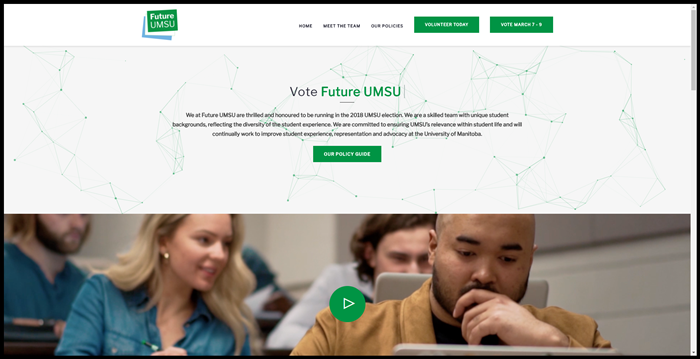 Future
UMSU
HOME MEET THE TEAM OUR POLICIES VOLUNTEER TODAY VOTE MARCH 7 - 9
Vote Future UMSU
We at Future UMSU are thrilled and honoured to be running in the 2018 UMSU election. We are a skilled team with unique student
backgrounds, reflecting the diversity of the student experience. We are committed to ensuring UMSU's relevance within student life and will
continually work to improve student experience, representation and advocacy at the University of Manitoba.
OUR POLICY GUIDE